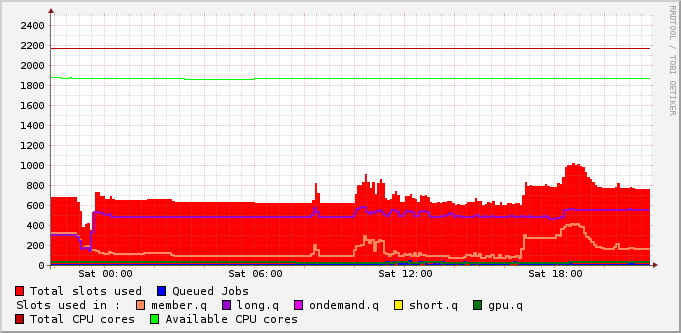 RRDTOOL / TOBI OETIKER
2400
2200
2000
1800
1600
1400
1200
1000
800
600
400
200
0
Sat 00:00 Sat 06:00 Sat 12:00 Sat 18:00
Total slots used Queued Jobs
Slots used in : member.q long.q ondemand.q short.q gpu.q
Total CPU cores Available CPU cores